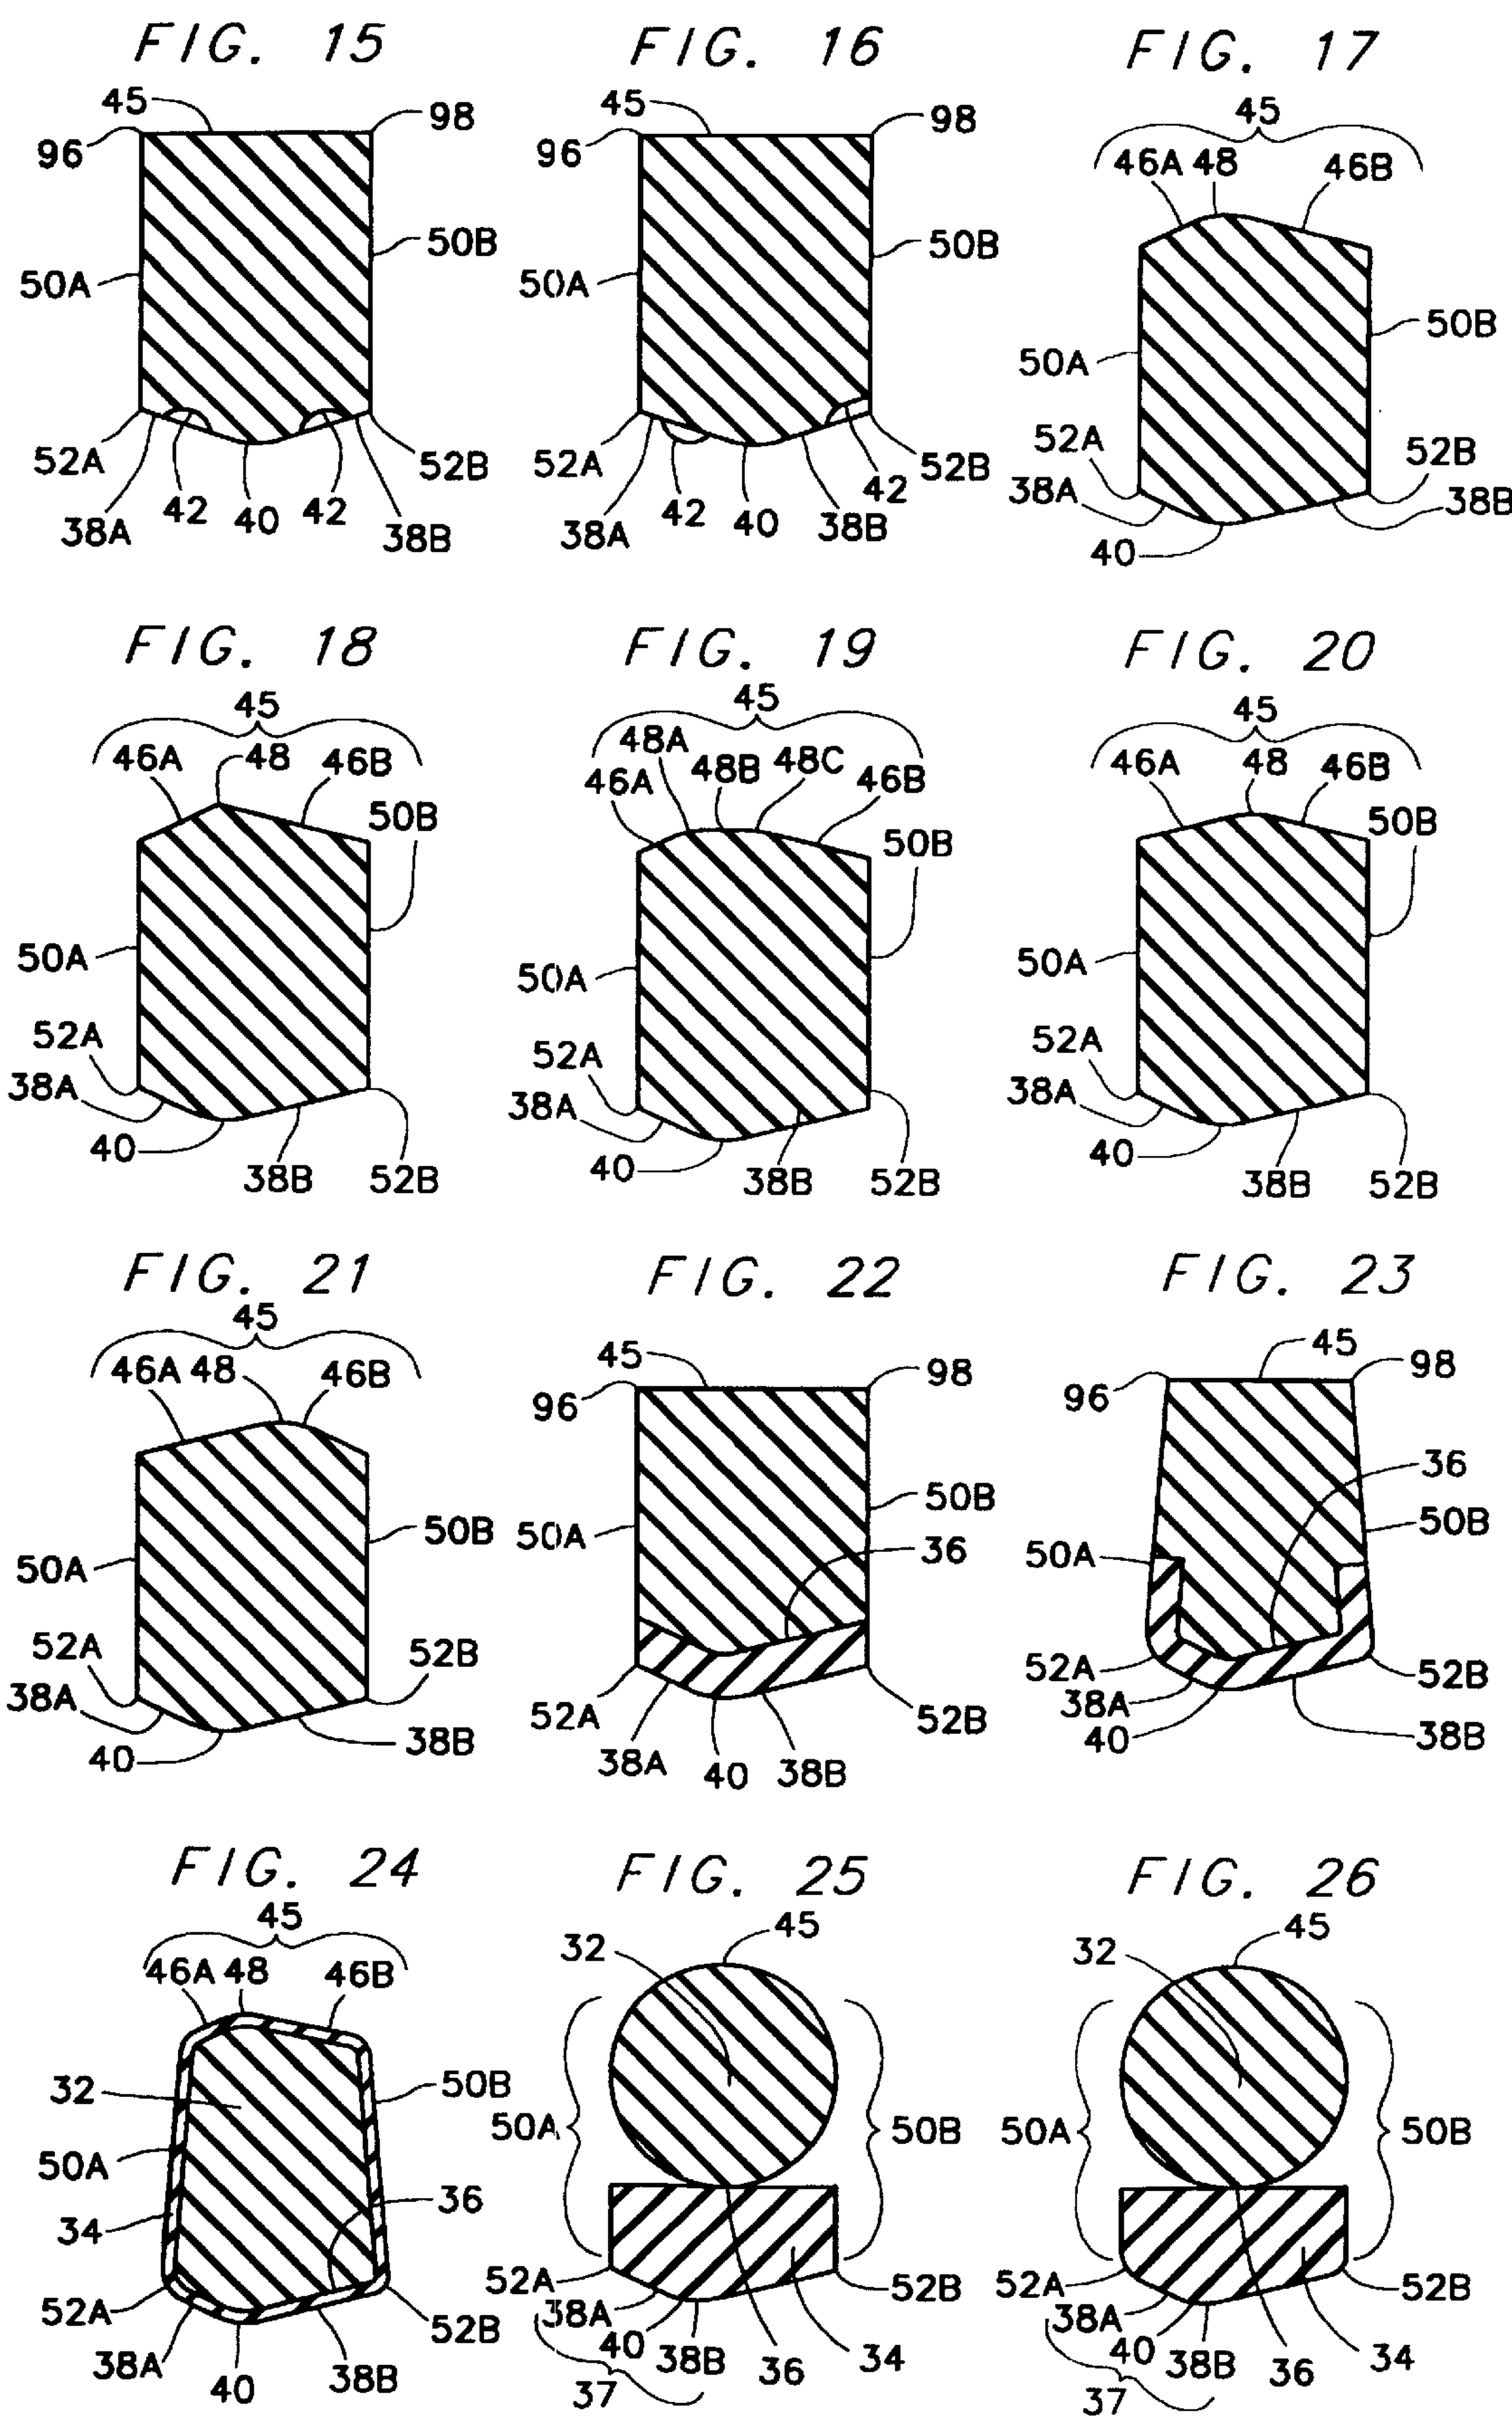 FIG. 15
45
98
96
50B
50A
52A
52B
42
40
42
38A
38B
FIG. 16
45
98
96
50B
50A
52A
52B
42
42
40
38A
38B
FIG. 17
45
46A 48 46B
50B
50A
52A
52B
38A
38B
40
FIG. 18
45
46A 48 46B
50B
50A
52A
38A
40
38B
52B
FIG. 19
45
48A
46A 48B 48C 46B
50B
50A
52A
38A
40
38B
52B
FIG. 20
45
46A 48 46B
50B
50A
52A
38A
40
38B
52B
FIG. 21
45
46A 48 46B
50B
50A
52A
52B
38A
38B
40
FIG. 22
45
98
96
50B
50A
36
52A
52B
38A 40 38B
FIG. 23
45
98
96
36
50B
50A
52A
52B
38A
40
38B
FIG. 24
45
46A 48 46B
32
50B
50A
36
34
52A
52B
38A
40
38B
FIG. 25
45
32
50A
50B
52A
52B
38A
40 38B 36 34
37
FIG. 26
45
32
50A
50B
52A
52B
38A
40 38B 36 34
37